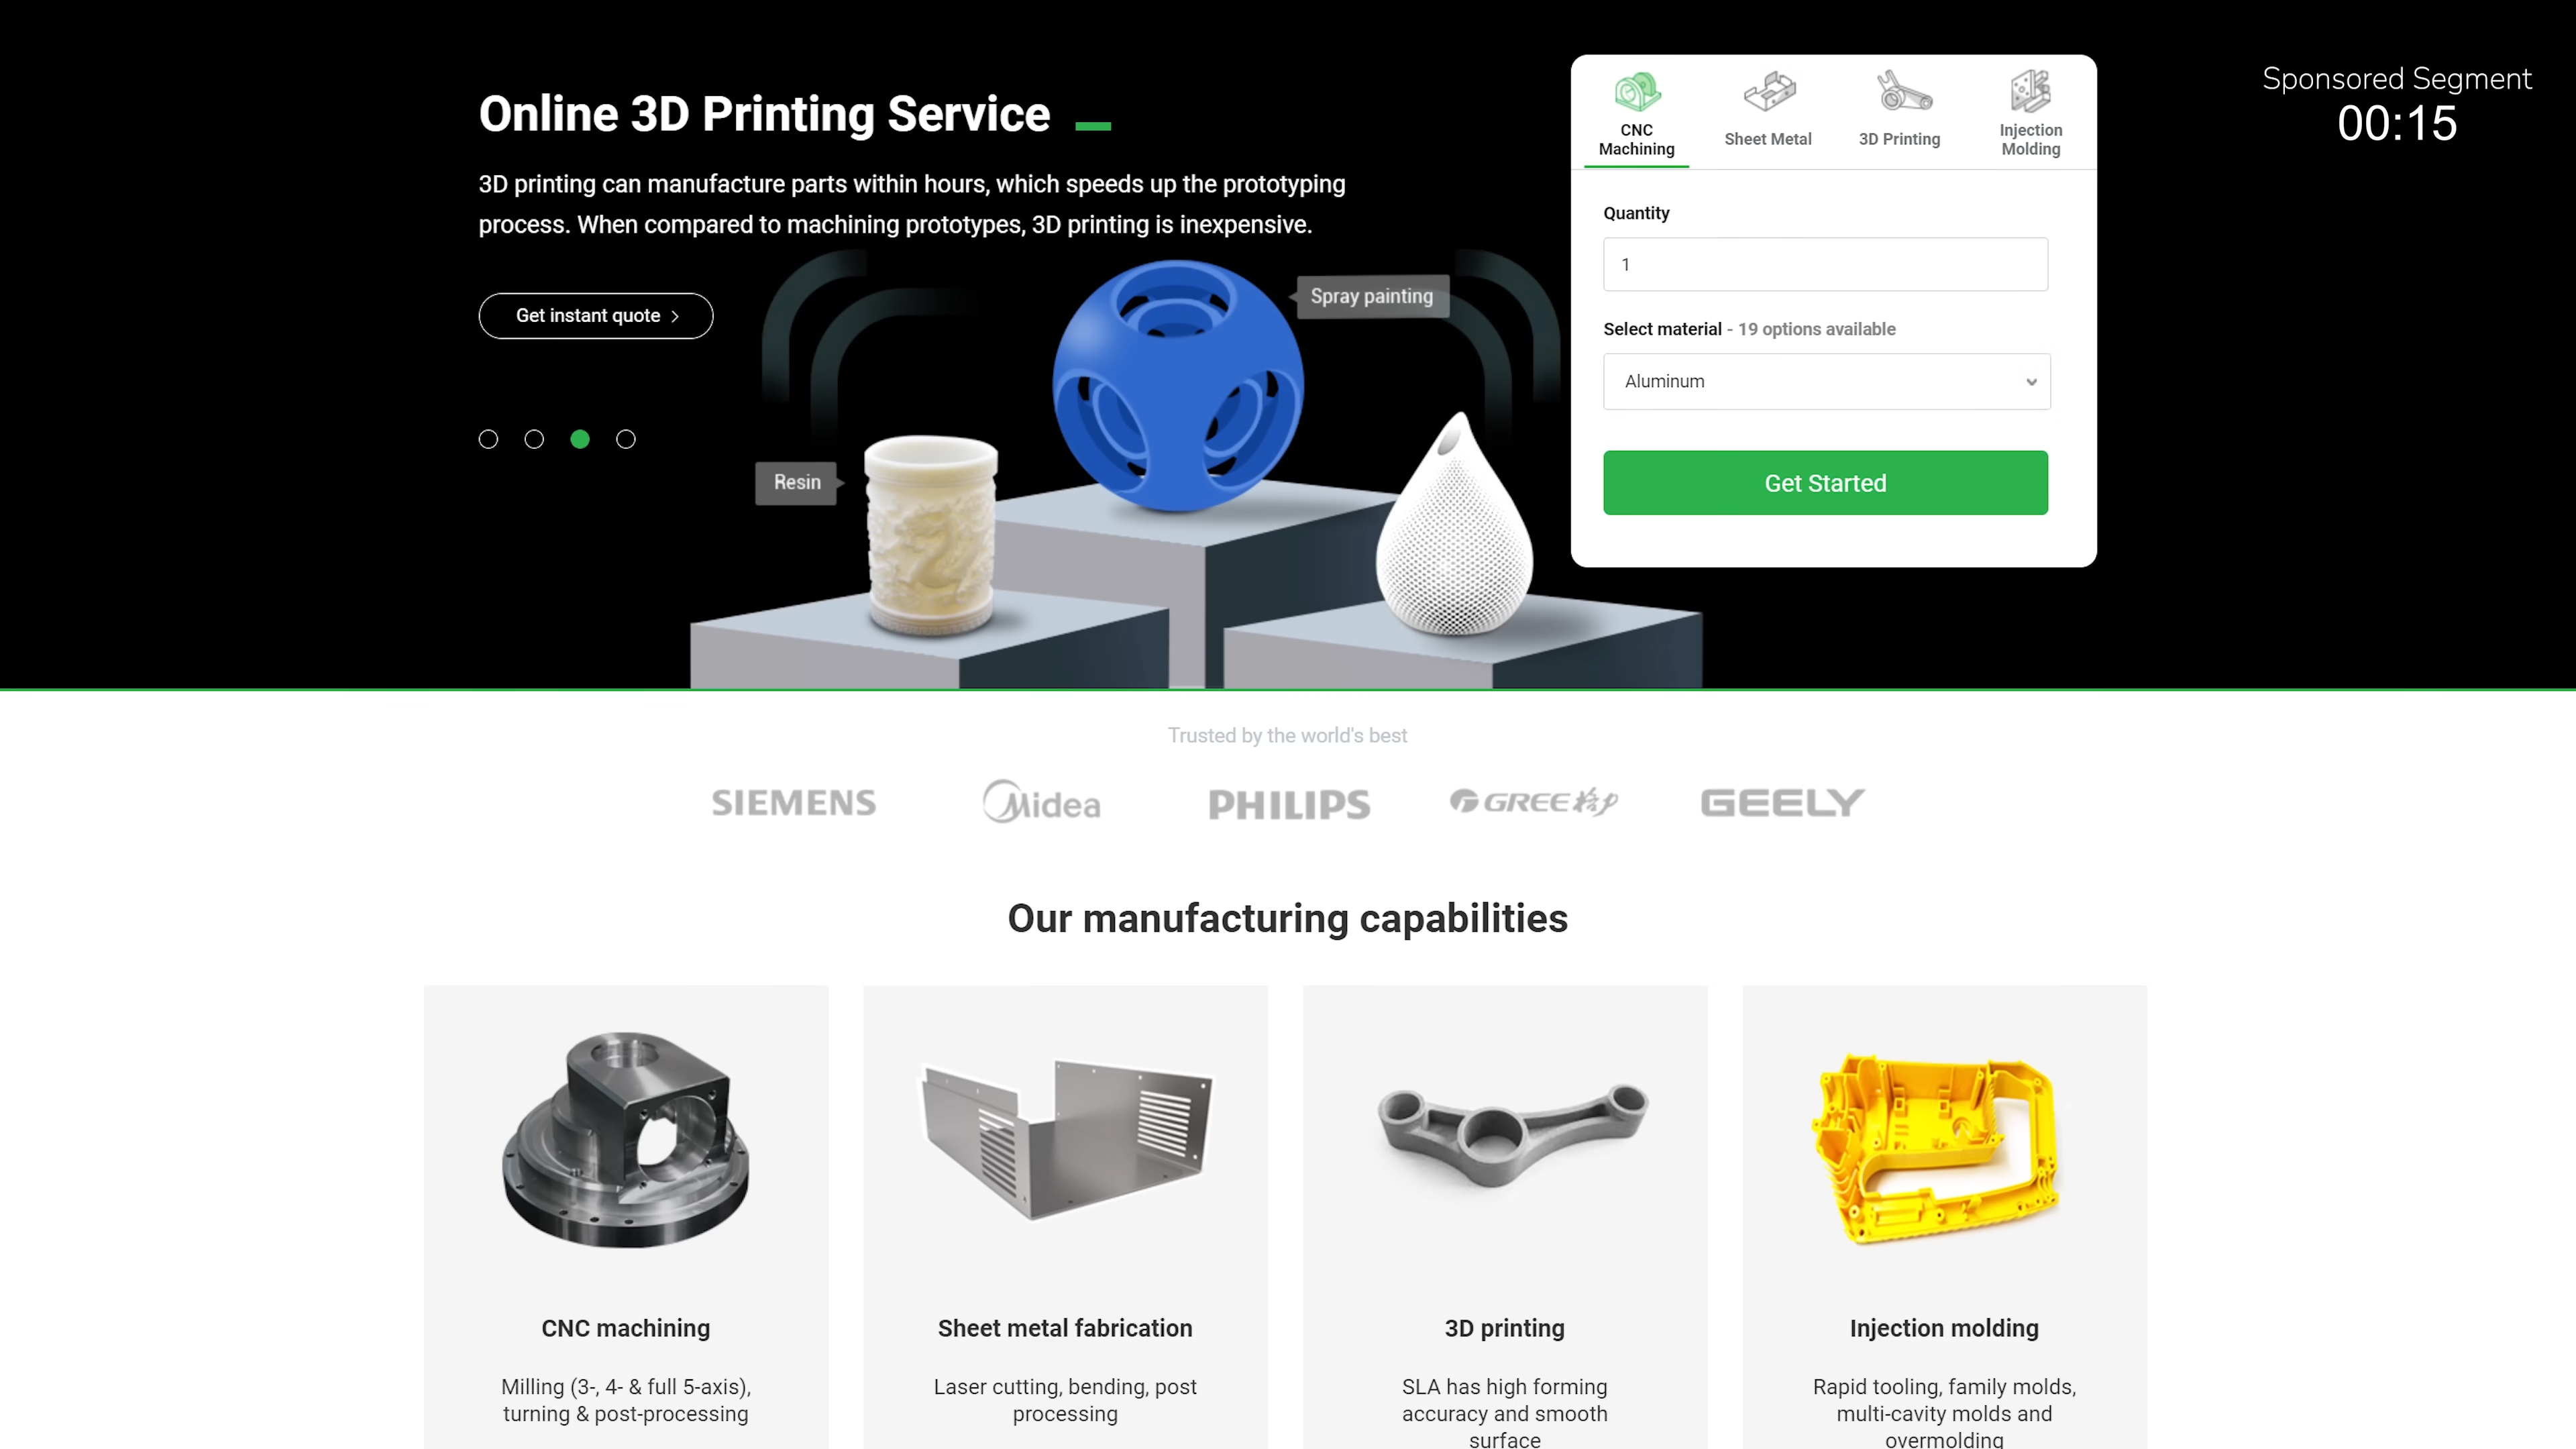 Online 3D Printing Service
3D printing can manufacture parts within hours, which speeds up the prototyping
process. When compared to machining prototypes, 3D printing is inexpensive.
Get instant quote
Resin
Spray painting
CNC
Machining
Sheet Metal
3D Printing
Injection
Molding
Quantity
1
Select material - 19 options available
Aluminum
Get Started
Sponsored Segment
00:15
Trusted by the world's best
SIEMENS
Midea
PHILIPS
GREE 格力
GEELY
Our manufacturing capabilities
CNC machining
Milling (3-, 4- & full 5-axis),
turning & post-processing
Sheet metal fabrication
Laser cutting, bending, post
processing
3D printing
SLA has high forming
accuracy and smooth
surface
Injection molding
Rapid tooling, family molds,
multi-cavity molds and
overmolding